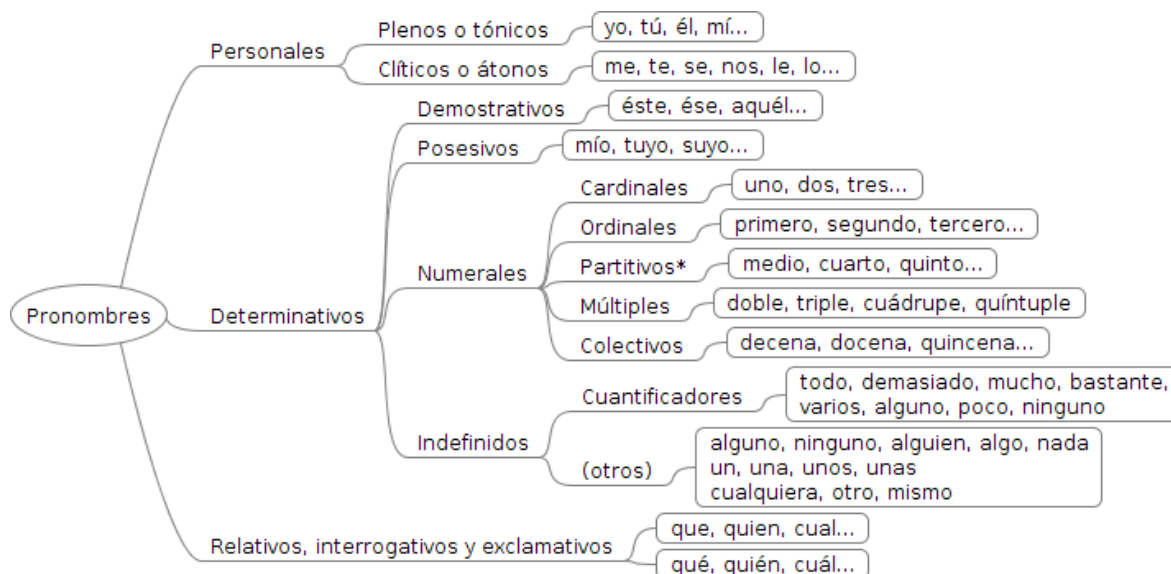 Pronombres
Personales
Plenos o tónicos
yo, tú, él, mí...
Clíticos o átonos
me, te, se, nos, le, lo...
Determinativos
Demostrativos
éste, ése, aquél...
Posesivos
mío, tuyo, suyo...
Numerales
Cardinales
uno, dos, tres...
Ordinales
primero, segundo, tercero...
Partitivos*
medio, cuarto, quinto...
Múltiples
doble, triple, cuádrupe, quíntuple
Colectivos
decena, docena, quincena...
Indefinidos
Cuantificadores
todo, demasiado, mucho, bastante,
varios, alguno, poco, ninguno
(otros)
alguno, ninguno, alguien, algo, nada
un, una, unos, unas
cualquiera, otro, mismo
Relativos, interrogativos y exclamativos
que, quien, cual...
qué, quién, cuál...